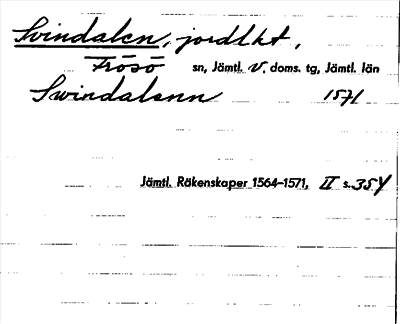 Svindalen, jordlkt,
Frösö sn, Jämtl. v. doms. tg, Jämtl. län
Swindalenn 1571
Jämtl. Räkenskaper 1564–1571, II s. 354